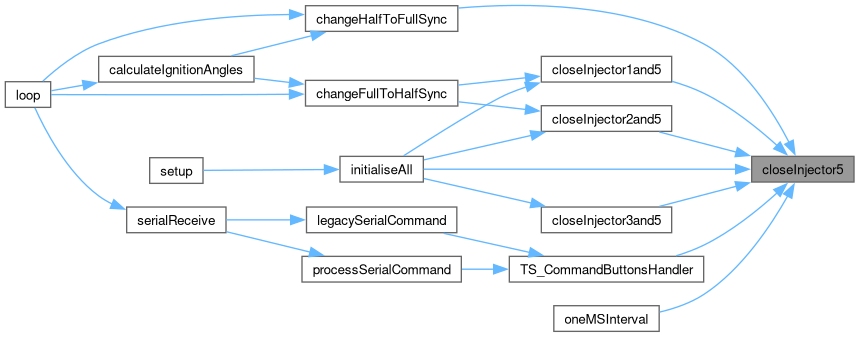 changeHalfToFullSync
calculateIgnitionAngles
closeInjector1and5
loop
changeFullToHalfSync
closeInjector2and5
setup
initialiseAll
closeInjector5
serialReceive
legacySerialCommand
closeInjector3and5
processSerialCommand
TS_CommandButtonsHandler
oneMSInterval